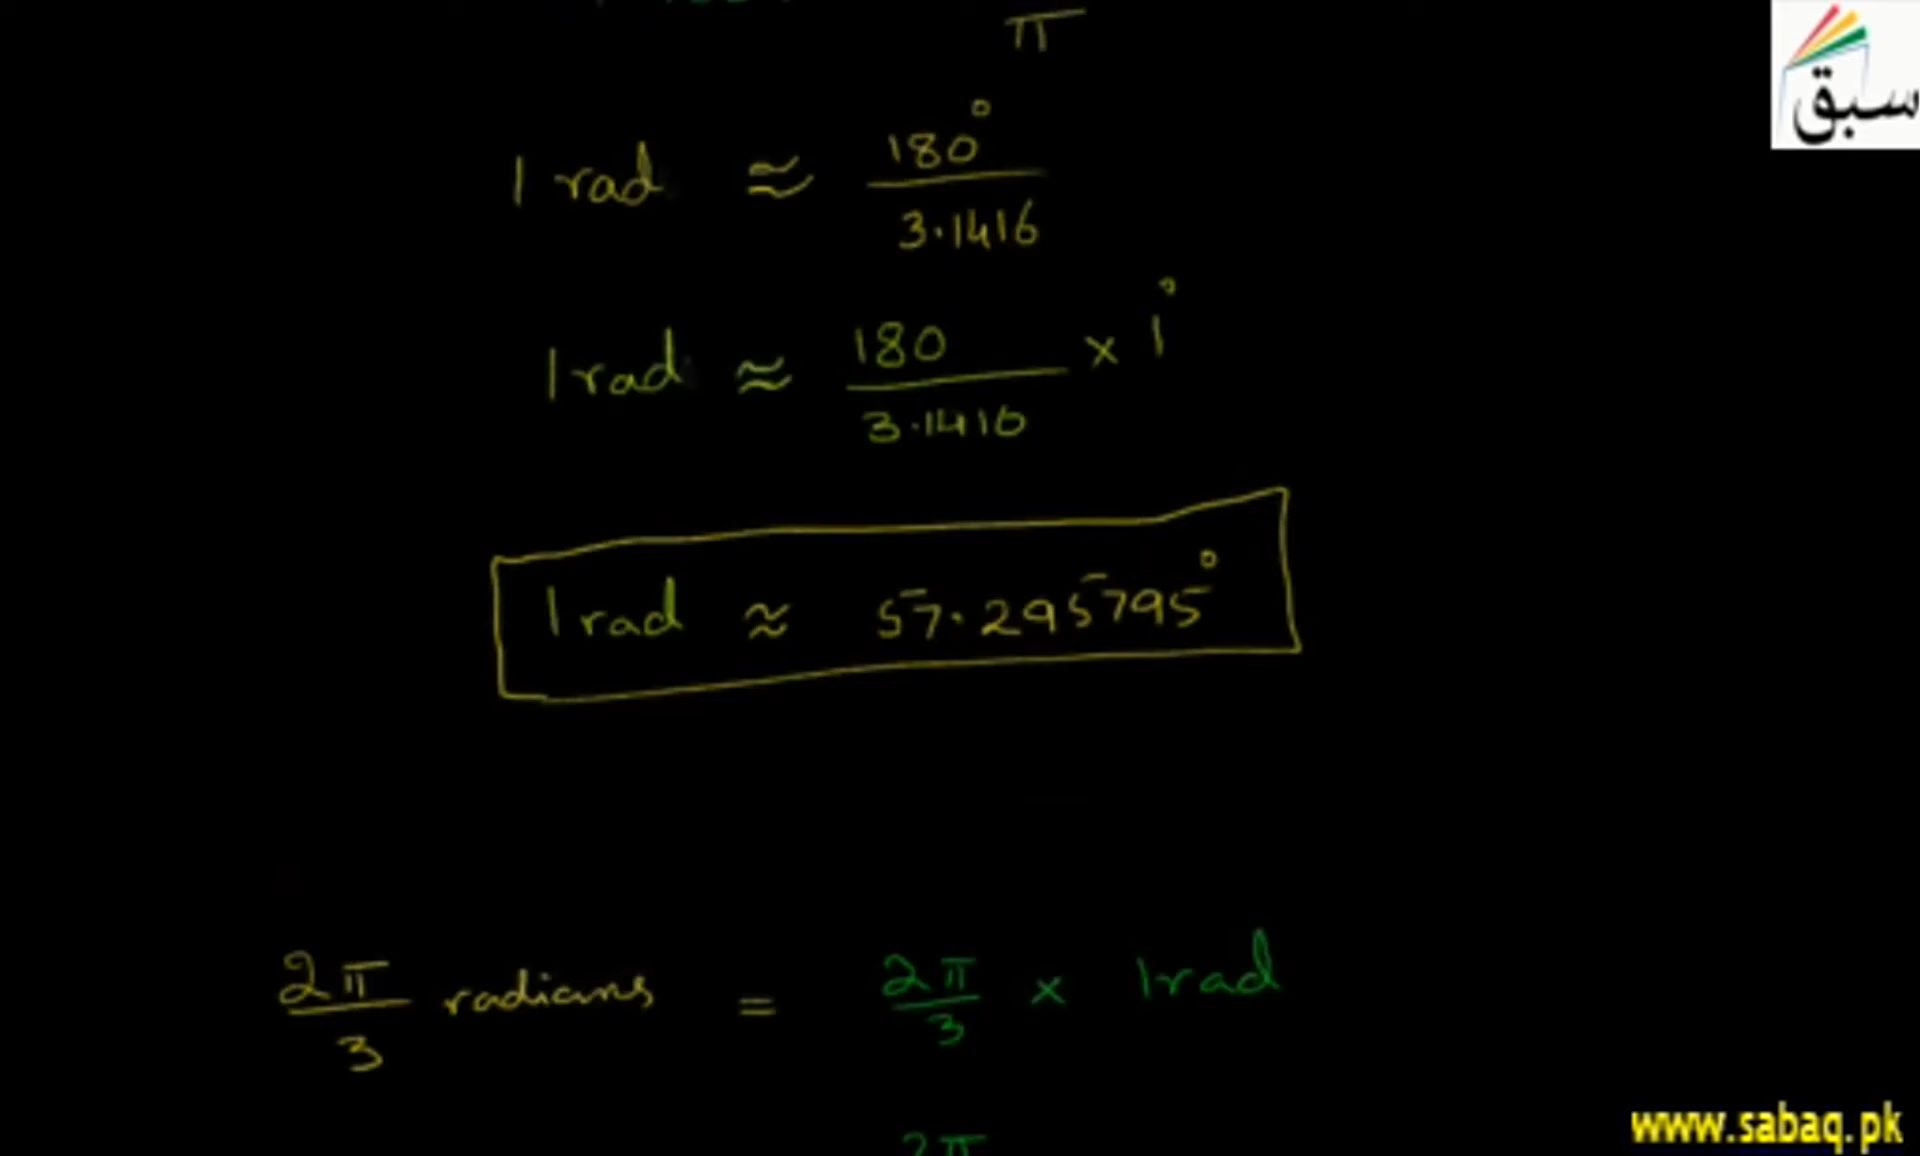 π
سبق
1 rad ≈ 180° / 3.1416
1 rad ≈ 180 / 3.1416 × 1°
1 rad ≈ 57.295795°
2π/3 radians = 2π/3 × 1 rad
2π
www.sabaq.pk